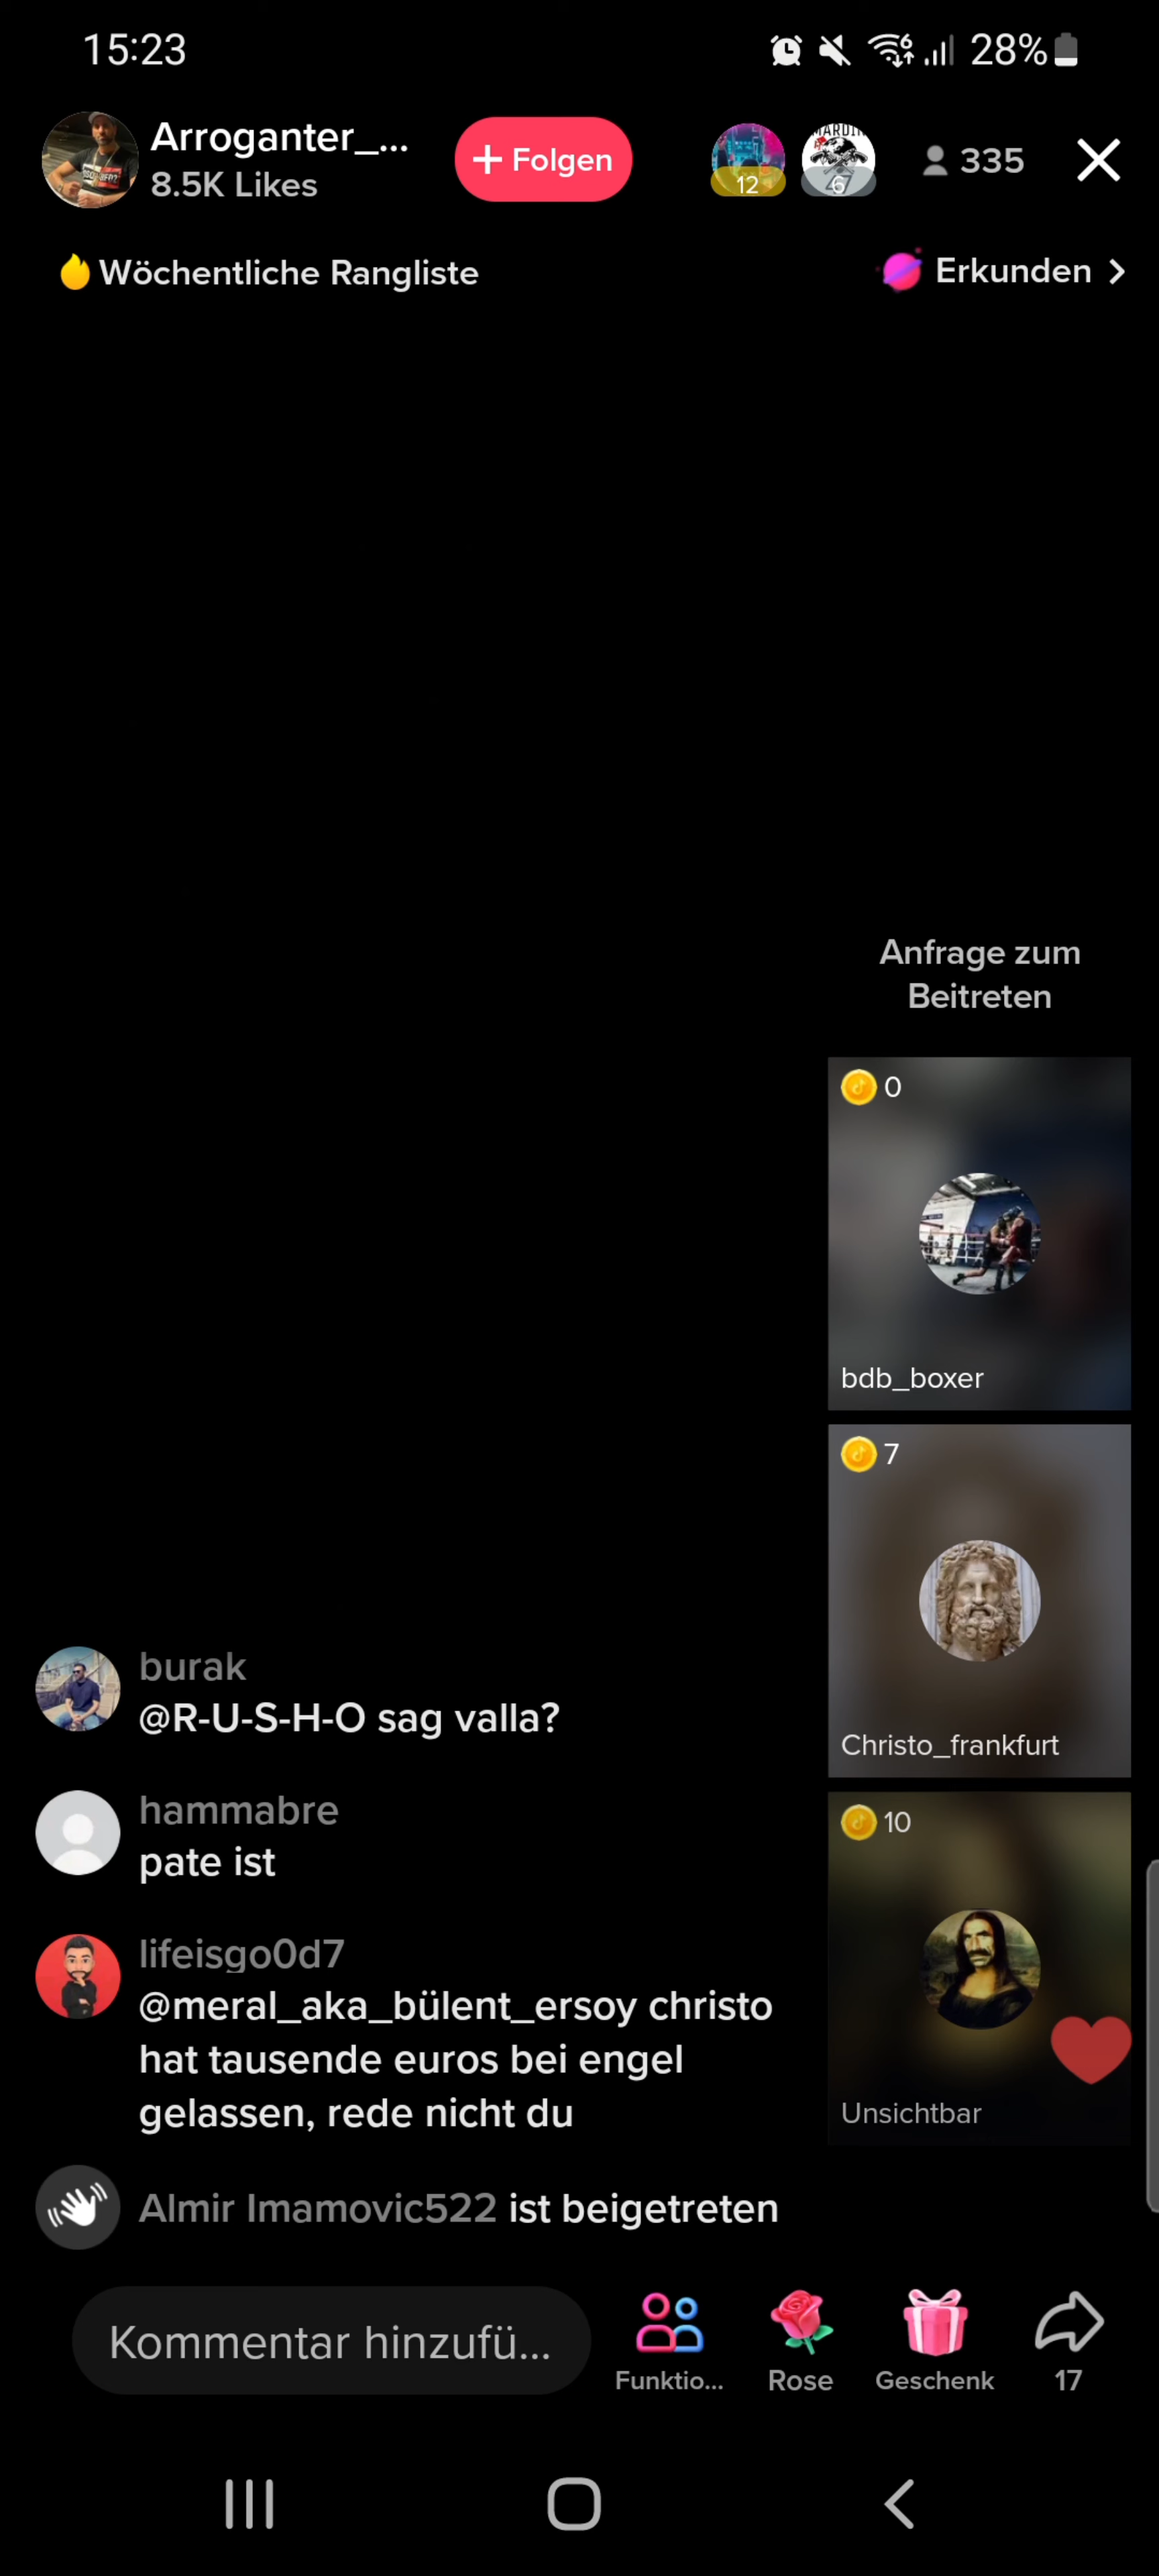 15:23
28%
Arroganter_...
8.5K Likes
+ Folgen
12
6
335
Wöchentliche Rangliste
Erkunden >
Anfrage zum
Beitreten
0
bdb_boxer
7
Christo_frankfurt
10
Unsichtbar
burak
@R-U-S-H-O sag valla?
hammabre
pate ist
lifeisgo0d7
@meral_aka_bülent_ersoy christo
hat tausende euros bei engel
gelassen, rede nicht du
Almir Imamovic522 ist beigetreten
Kommentar hinzufü...
Funktio...
Rose
Geschenk
17